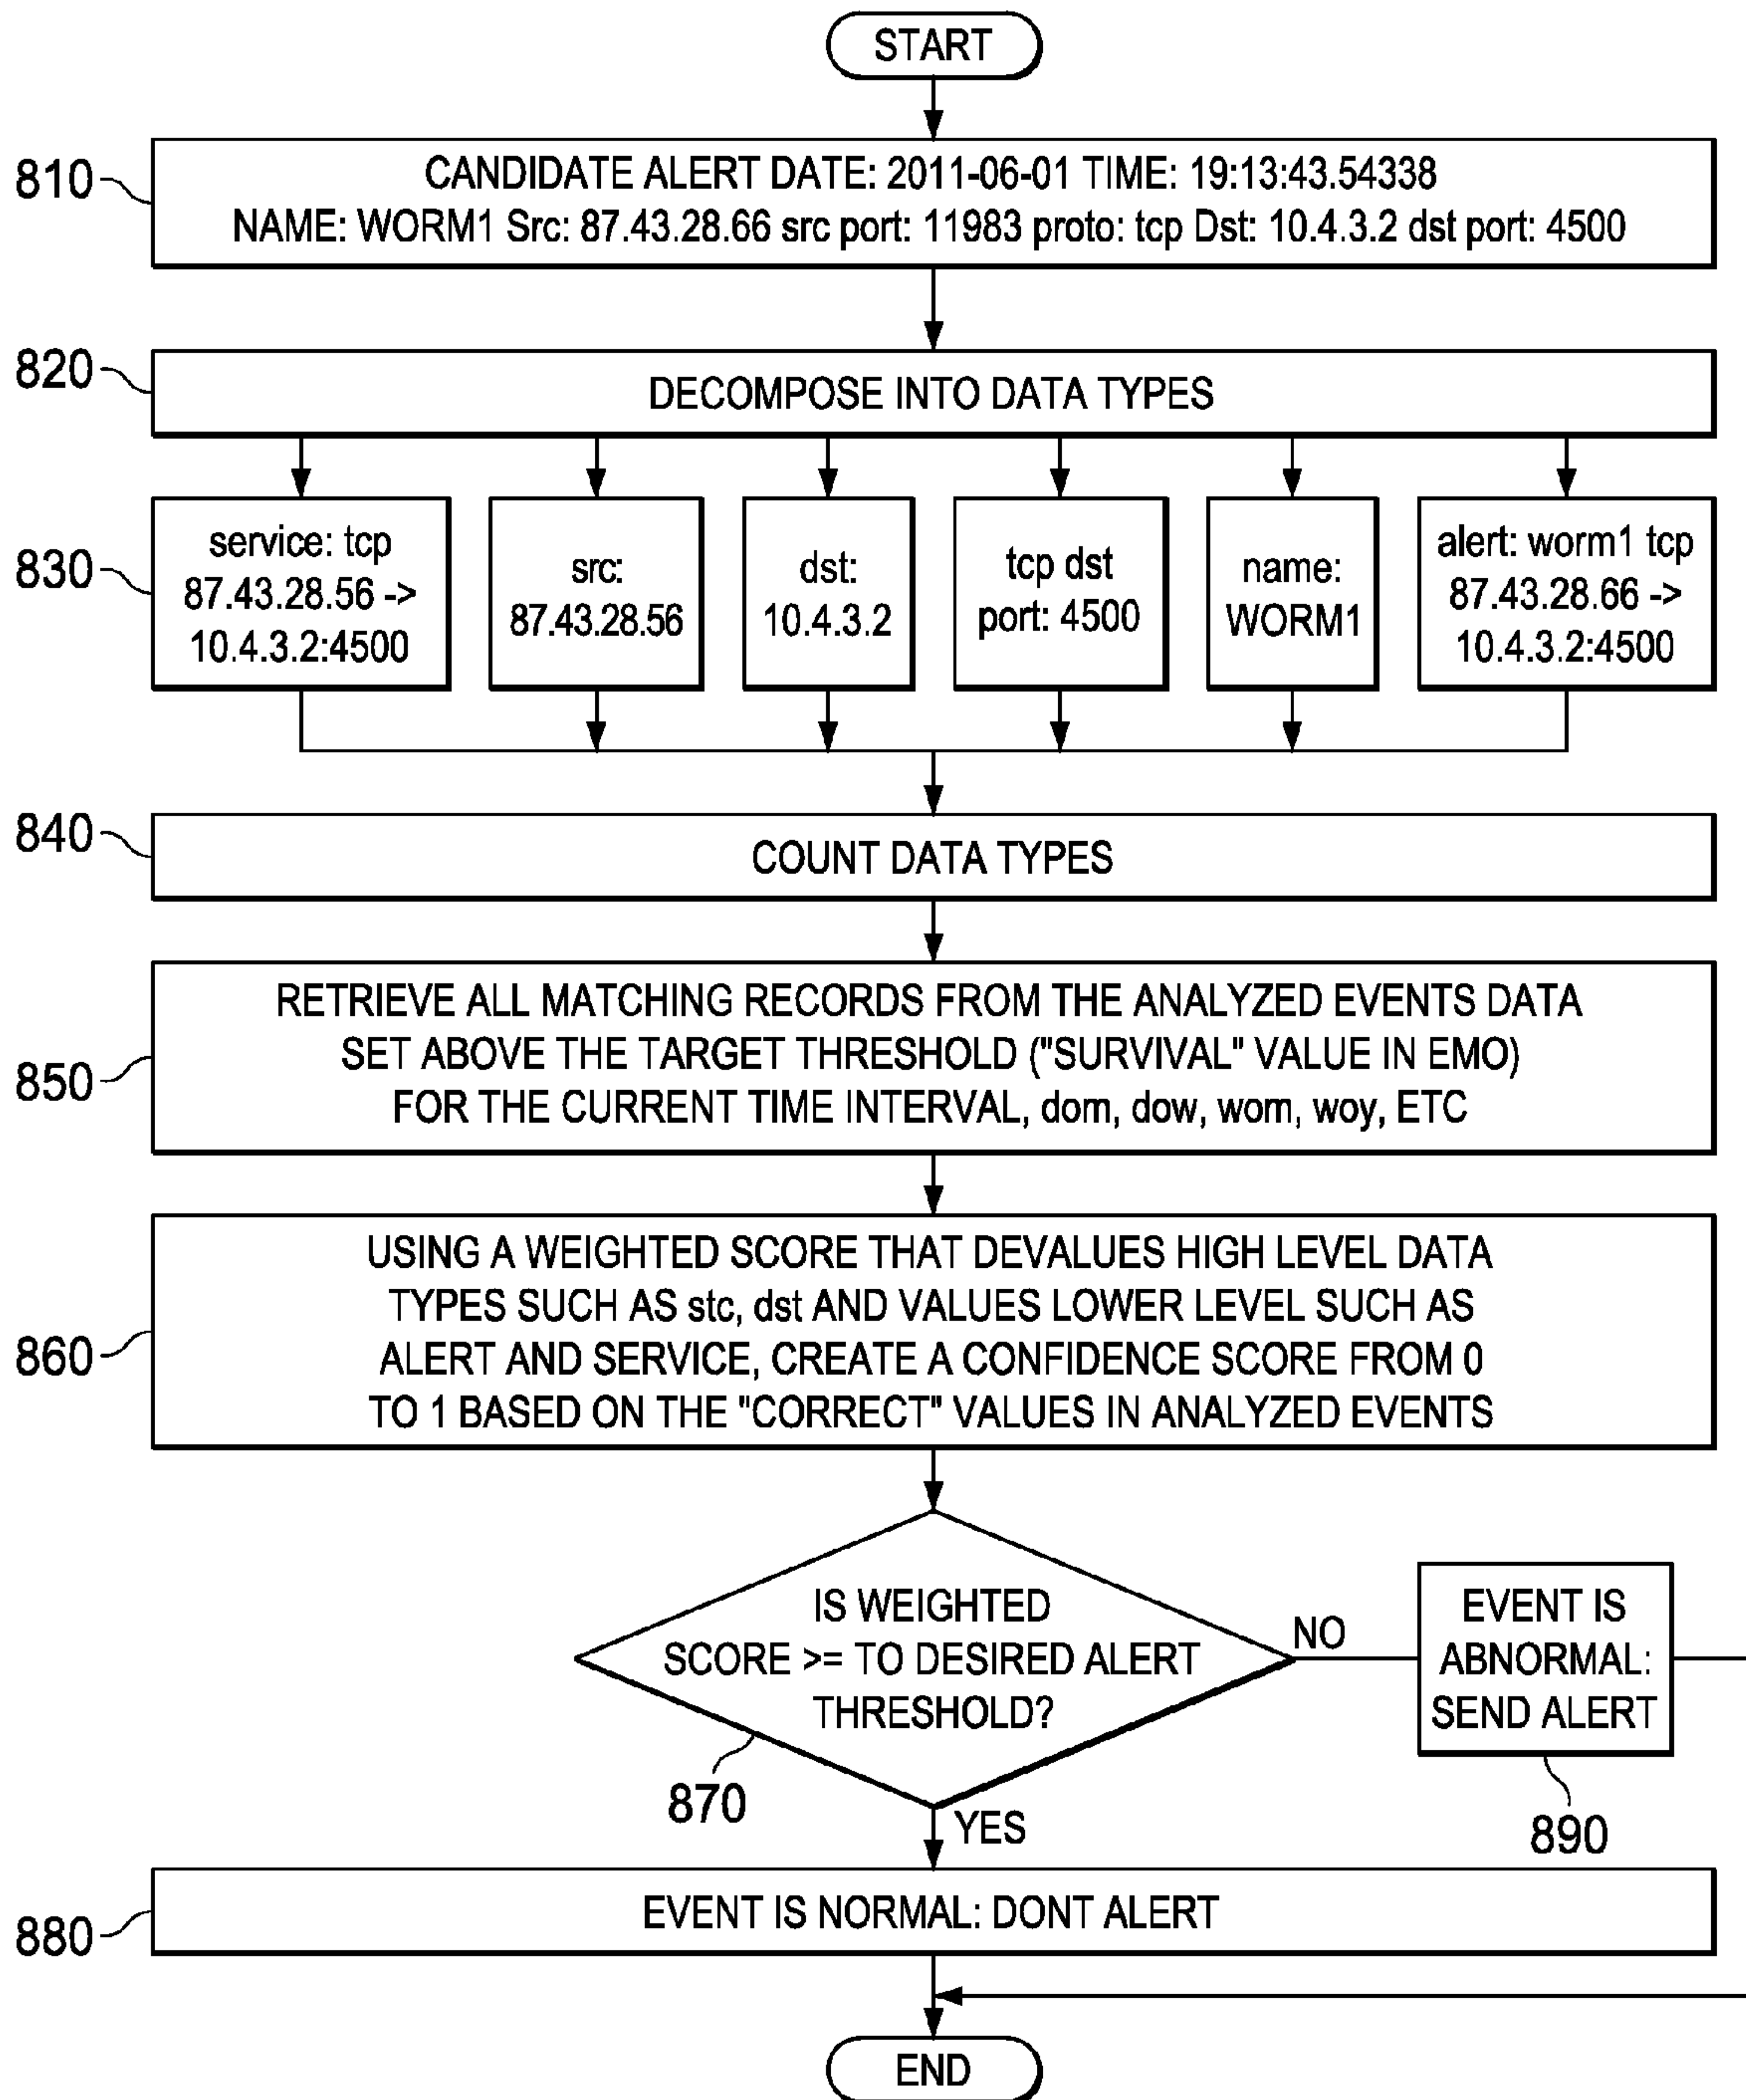 START
810
CANDIDATE ALERT DATE: 2011-06-01 TIME: 19:13:43.54338
NAME: WORM1 Src: 87.43.28.66 src port: 11983 proto: tcp Dst: 10.4.3.2 dst port: 4500
820
DECOMPOSE INTO DATA TYPES
830
service: tcp
87.43.28.56 ->
10.4.3.2:4500
src:
87.43.28.56
dst:
10.4.3.2
tcp dst
port: 4500
name:
WORM1
alert: worm1 tcp
87.43.28.66 ->
10.4.3.2:4500
840
COUNT DATA TYPES
850
RETRIEVE ALL MATCHING RECORDS FROM THE ANALYZED EVENTS DATA
SET ABOVE THE TARGET THRESHOLD ("SURVIVAL" VALUE IN EMO)
FOR THE CURRENT TIME INTERVAL, dom, dow, wom, woy, ETC
860
USING A WEIGHTED SCORE THAT DEVALUES HIGH LEVEL DATA
TYPES SUCH AS stc, dst AND VALUES LOWER LEVEL SUCH AS
ALERT AND SERVICE, CREATE A CONFIDENCE SCORE FROM 0
TO 1 BASED ON THE "CORRECT" VALUES IN ANALYZED EVENTS
IS WEIGHTED
SCORE >= TO DESIRED ALERT
THRESHOLD?
870
NO
EVENT IS
ABNORMAL:
SEND ALERT
890
YES
880
EVENT IS NORMAL: DONT ALERT
END